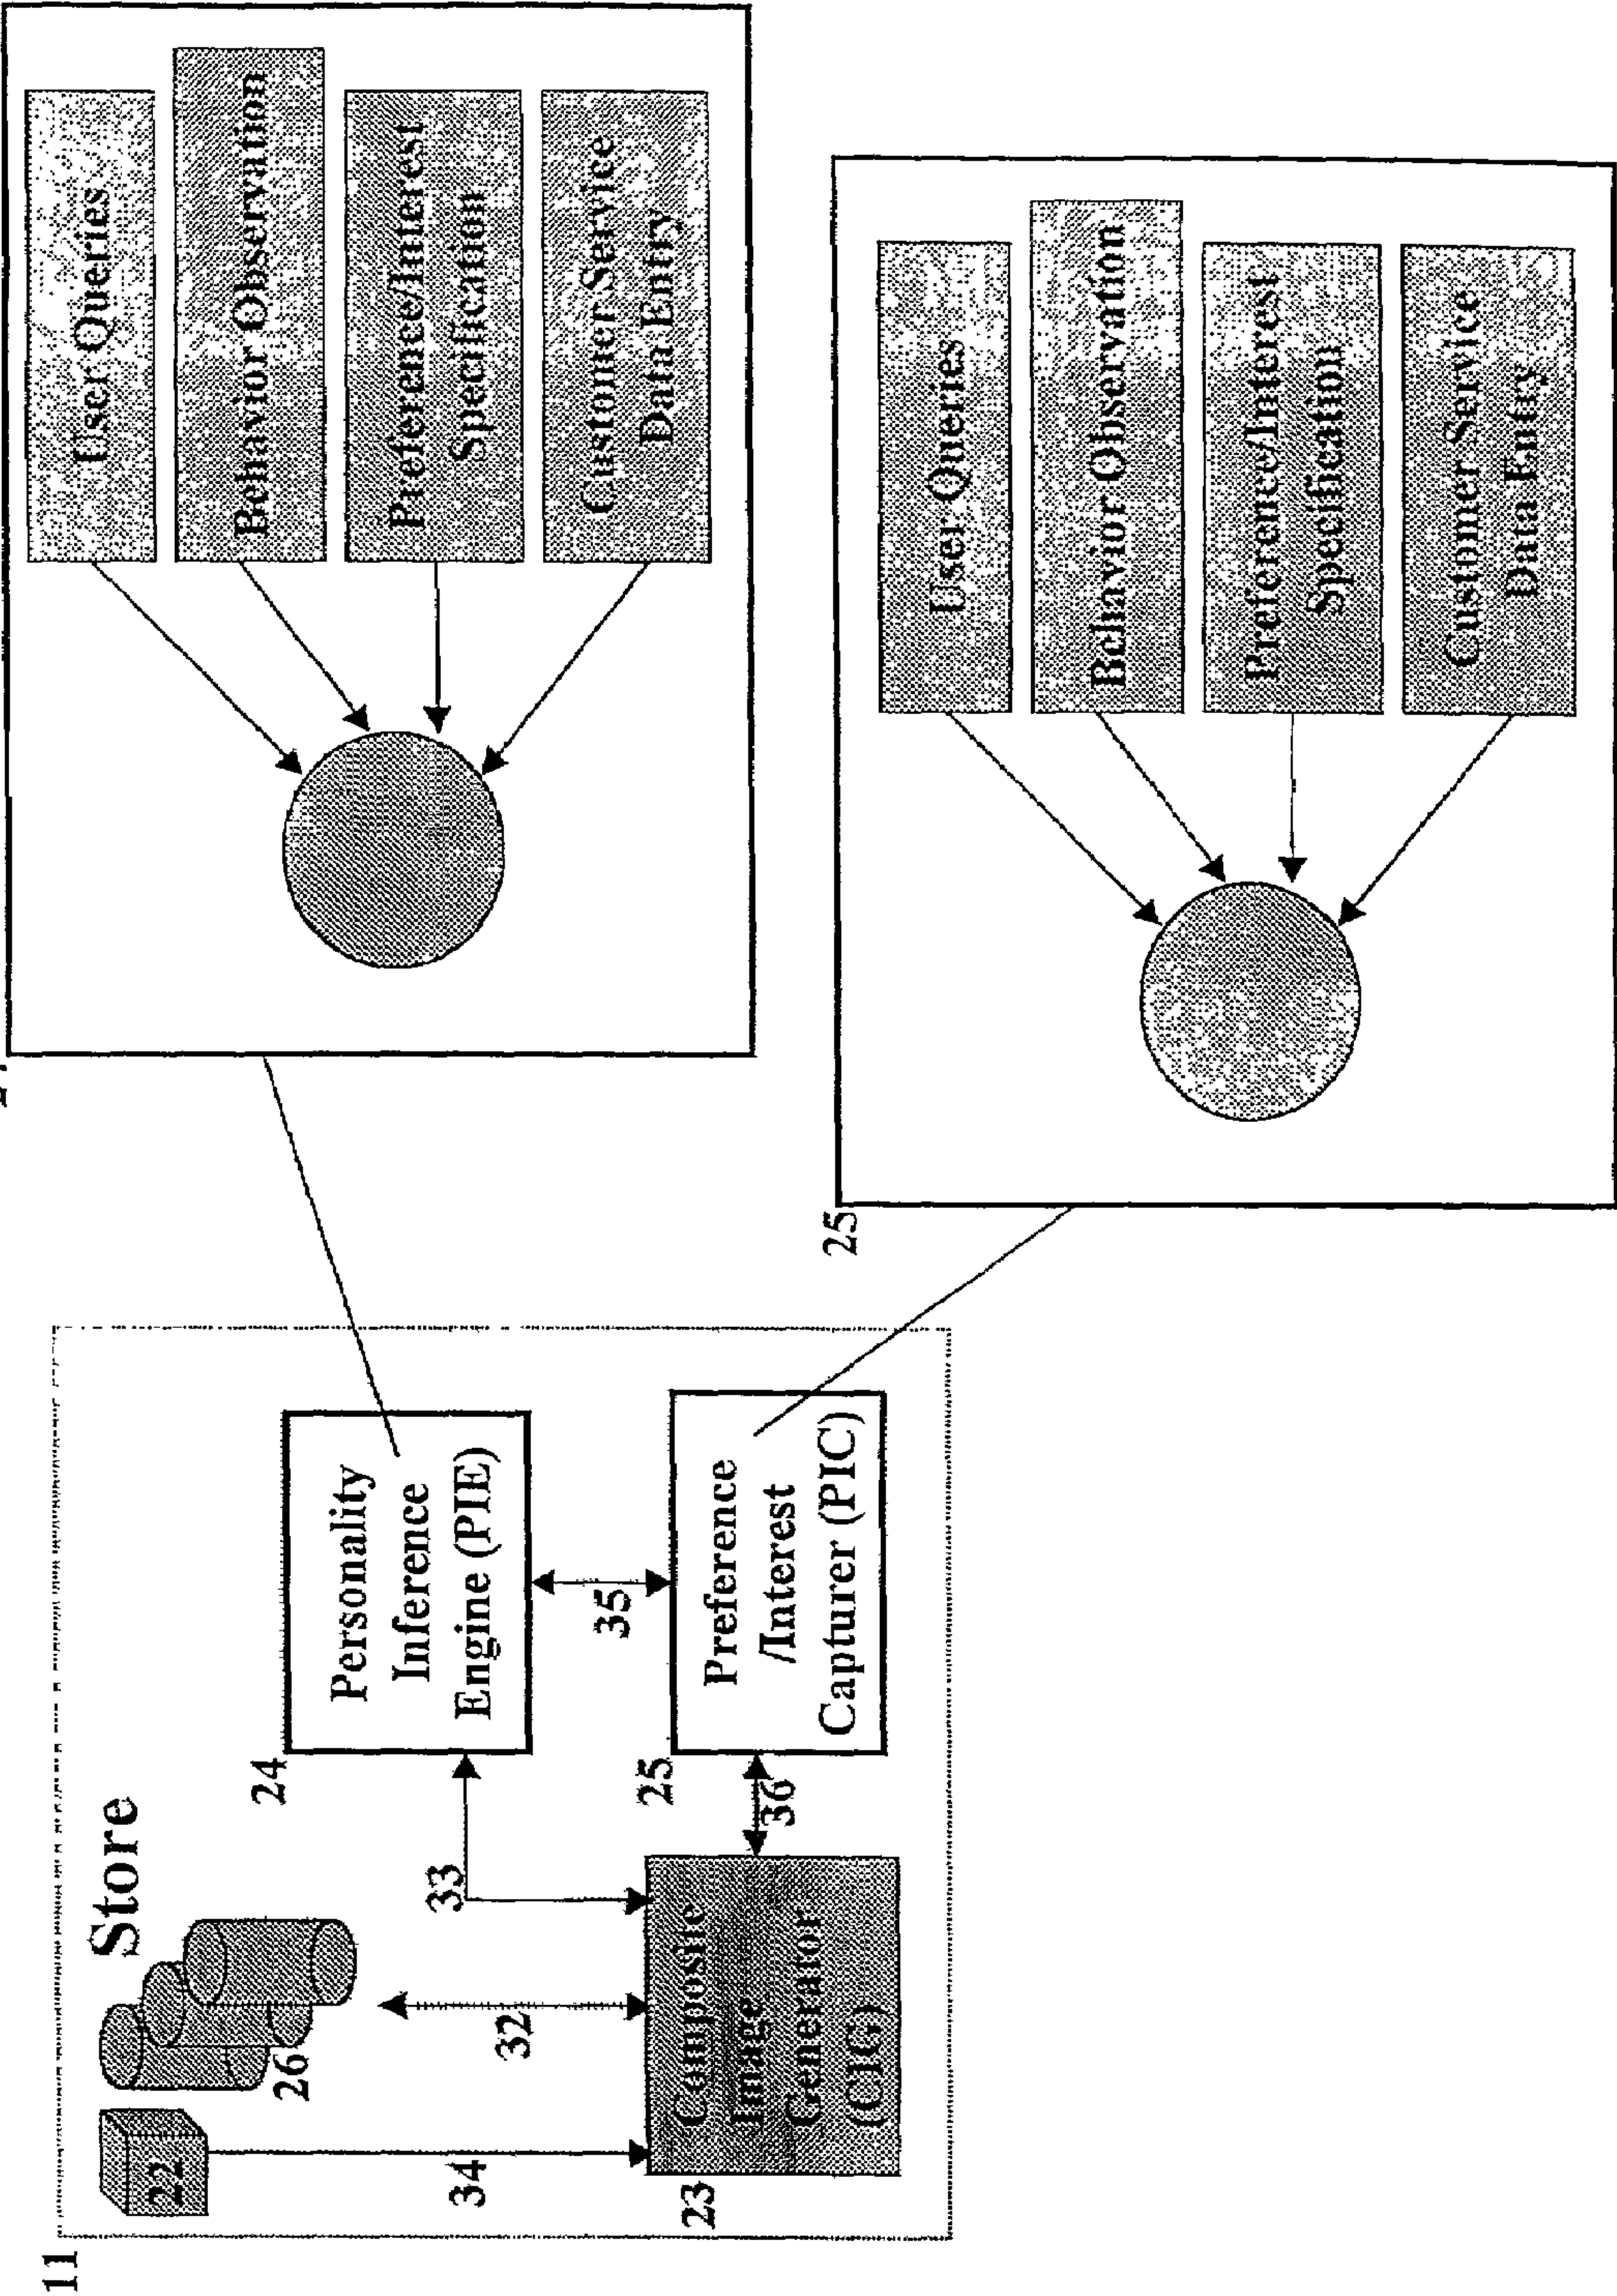 11
Store
22
26
34
32
33
23
Composite
Image
Generator
(CIG)
24
Personality
Inference
Engine (PIE)
35
25
36
Preference
/Interest
Capturer (PIC)
User Queries
Behavior Observation
Preference/Interest
Specification
Customer Service
Data Entry
25
User Queries
Behavior Observation
Preference/Interest
Specification
Customer Service
Data Entry